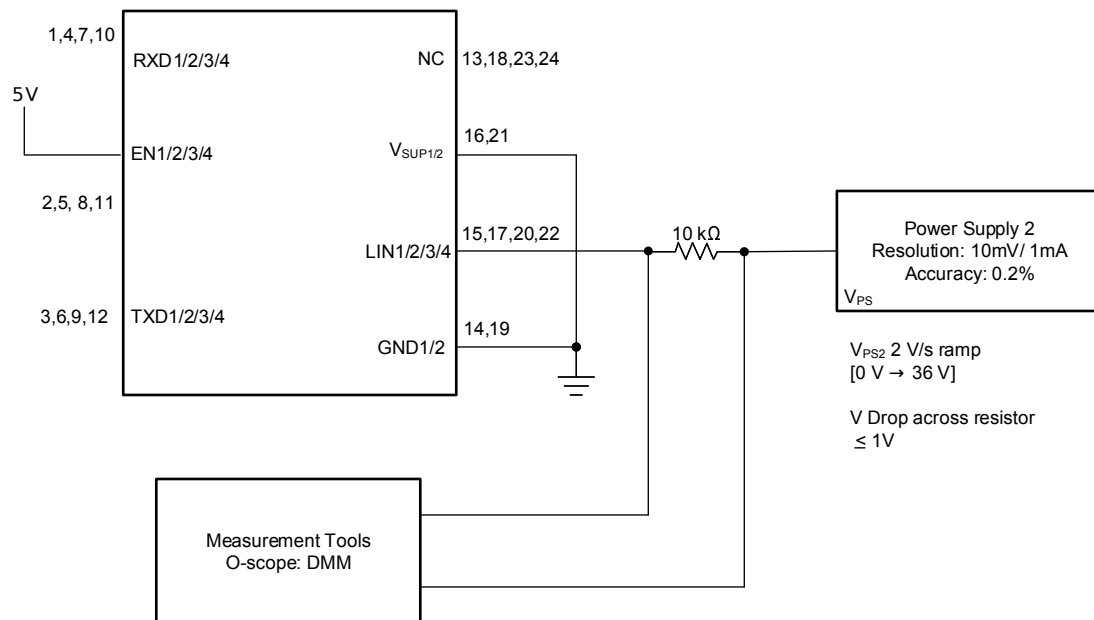 1,4,7,10
RXD1/2/3/4
NC
13,18,23,24
5V
EN1/2/3/4
VSUP1/2
16,21
2,5, 8,11
LIN1/2/3/4
15,17,20,22
10 kΩ
Power Supply 2
Resolution: 10mV/ 1mA
Accuracy: 0.2%
VPS
3,6,9,12
TXD1/2/3/4
GND1/2
14,19
VPS2 2 V/s ramp
[0 V → 36 V]
V Drop across resistor
≤ 1V
Measurement Tools
O-scope: DMM